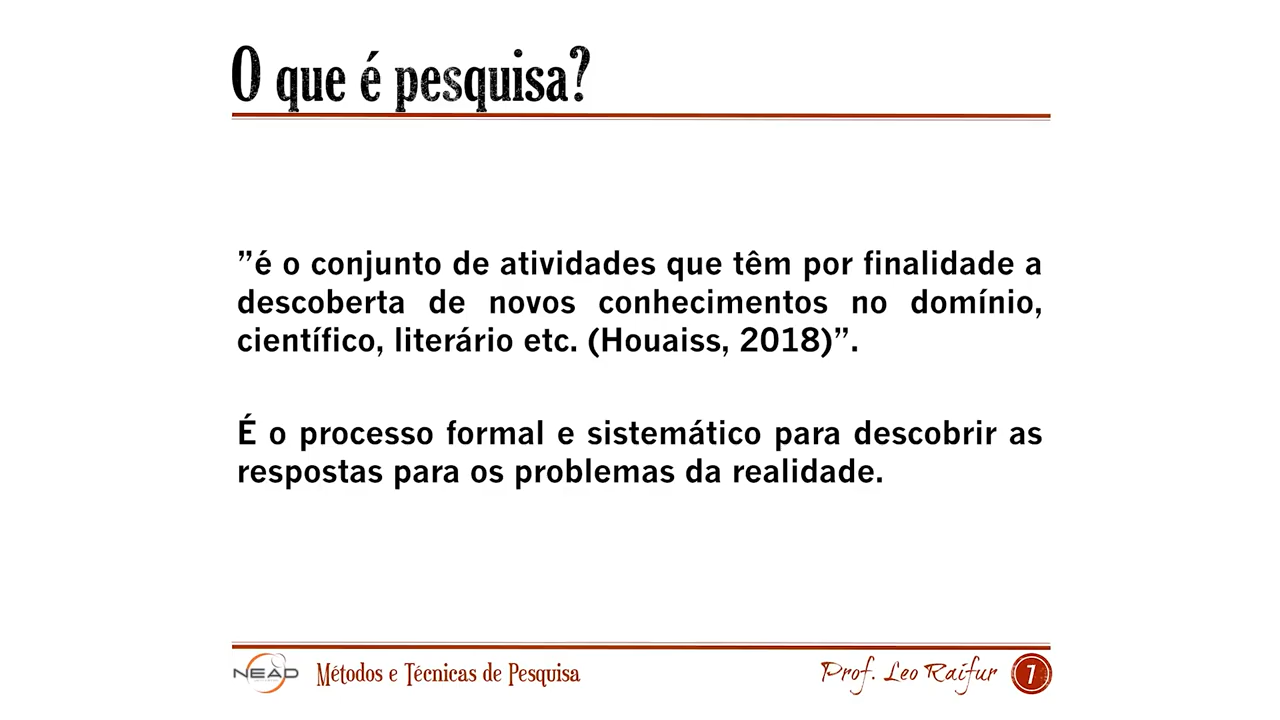 O que é pesquisa?
”é o conjunto de atividades que têm por finalidade a
descoberta de novos conhecimentos no domínio,
científico, literário etc. (Houaiss, 2018)”.
É o processo formal e sistemático para descobrir as
respostas para os problemas da realidade.
NEAD Métodos e Técnicas de Pesquisa Prof. Leo Raifur 7